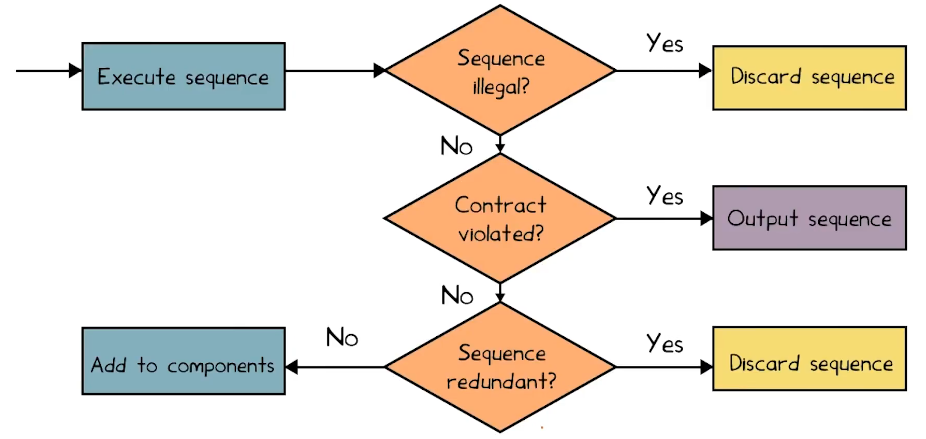 Execute sequence
Sequence
illegal?
Yes
Discard sequence
No
Contract
violated?
Yes
Output sequence
No
Sequence
redundant?
Yes
Discard sequence
No
Add to components